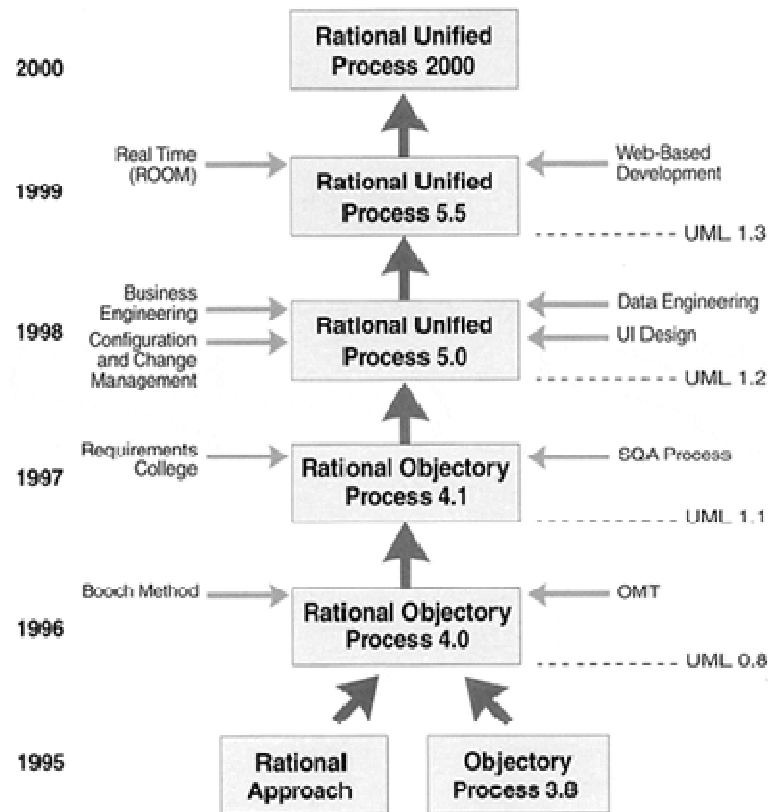 Rational Unified
Process 2000
2000
Real Time
(ROOM)
Web-Based
Development
1999
Rational Unified
Process 5.5
UML 1.3
Business
Engineering
Data Engineering
1998
Rational Unified
Process 5.0
Configuration
and Change
Management
UI Design
UML 1.2
Requirements
College
SQA Process
1997
Rational Objectory
Process 4.1
UML 1.1
Booch Method
OMT
1996
Rational Objectory
Process 4.0
UML 0.8
1995
Rational
Approach
Objectory
Process 3.8